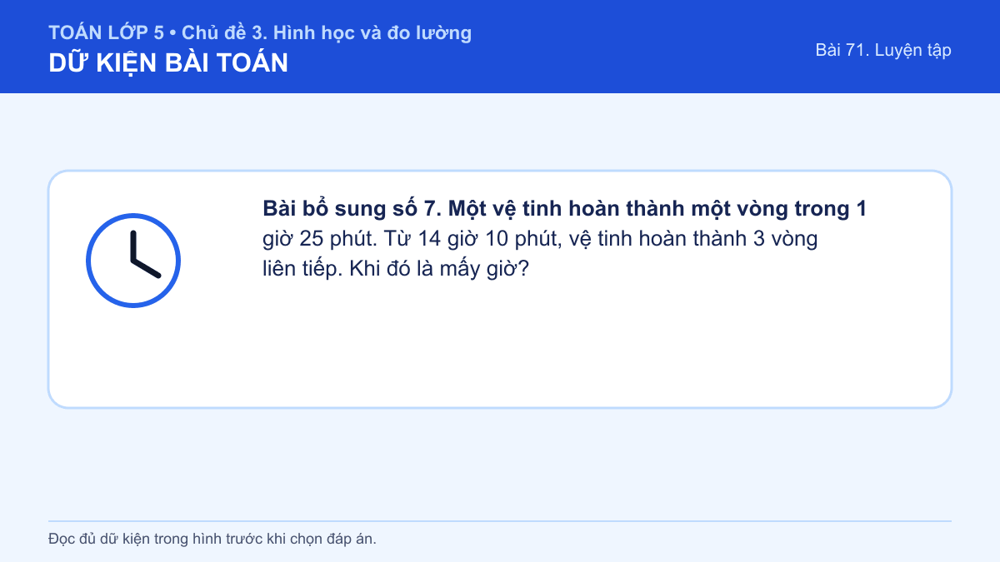 TOÁN LỚP 5 • Chủ đề 3. Hình học và đo lường
DỮ KIỆN BÀI TOÁN
Bài 71. Luyện tập
Bài bổ sung số 7. Một vệ tinh hoàn thành một vòng trong 1
giờ 25 phút. Từ 14 giờ 10 phút, vệ tinh hoàn thành 3 vòng
liên tiếp. Khi đó là mấy giờ?
Đọc đủ dữ kiện trong hình trước khi chọn đáp án.